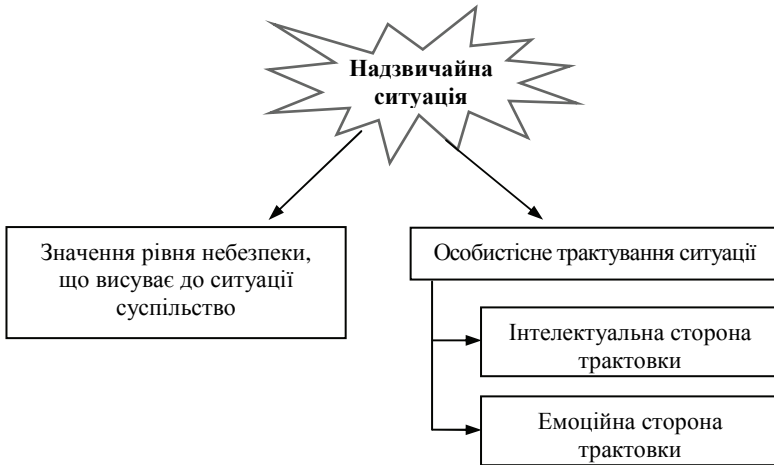 Надзвичайна
ситуація
Значення рівня небезпеки,
що висуває до ситуації
суспільство
Особистісне трактування ситуації
Інтелектуальна сторона
трактовки
Емоційна сторона
трактовки